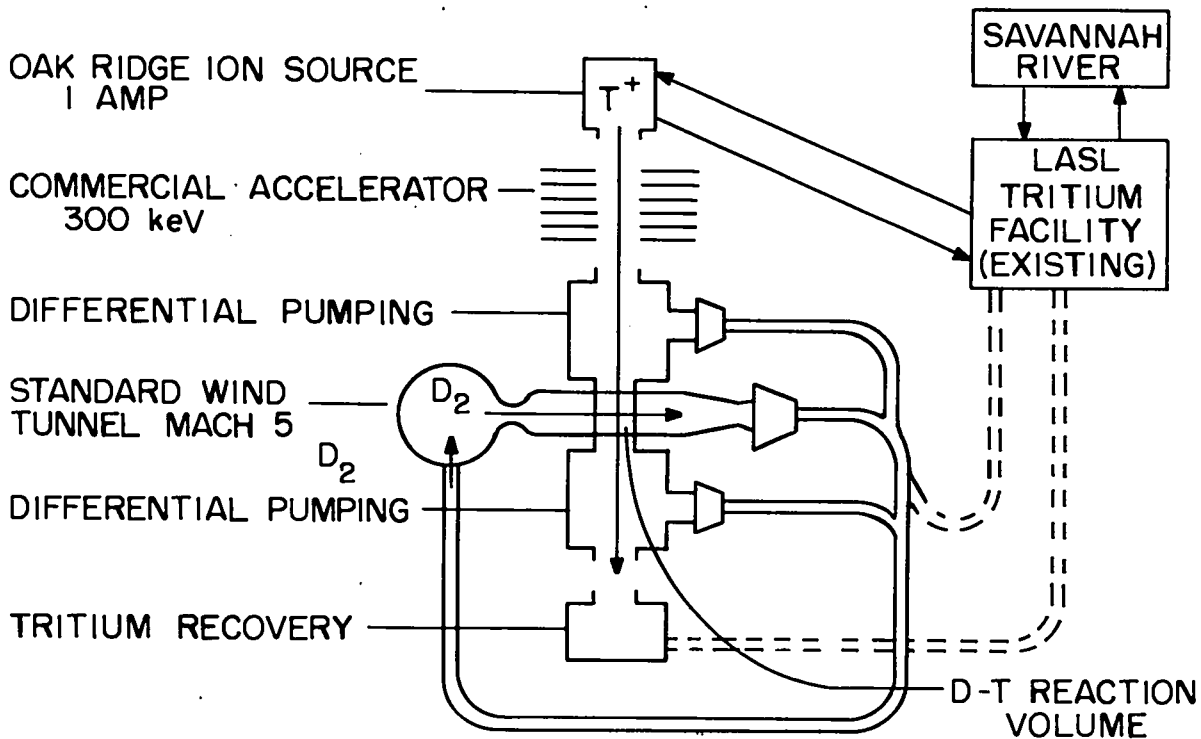 OAK RIDGE ION SOURCE
1 AMP
T+
SAVANNAH
RIVER
COMMERCIAL ACCELERATOR
300 keV
LASL
TRITIUM
FACILITY
(EXISTING)
DIFFERENTIAL PUMPING
STANDARD WIND
TUNNEL MACH 5
D2
D2
DIFFERENTIAL PUMPING
TRITIUM RECOVERY
D-T REACTION
VOLUME